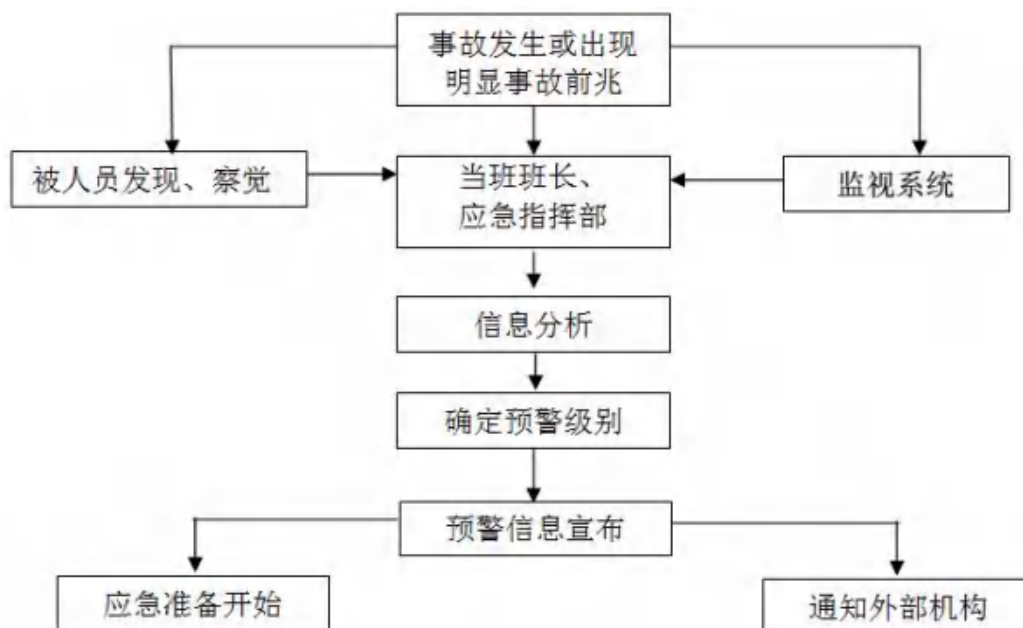 事故发生或出现
明显事故前兆
被人员发现、察觉
当班班长、
应急指挥部
监视系统
信息分析
确定预警级别
预警信息宣布
应急准备开始
通知外部机构